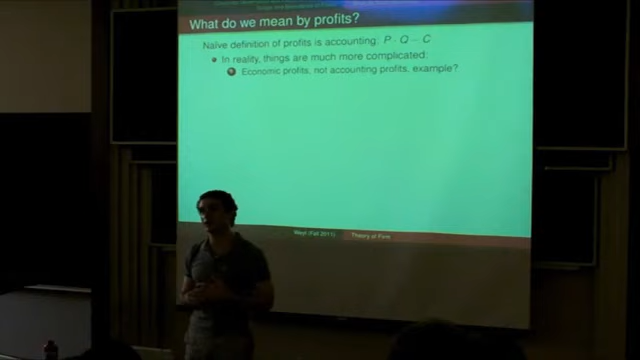 What do we mean by profits?
Naïve definition of profits is accounting: P · Q − C
In reality, things are much more complicated:
Economic profits, not accounting profits, example?
Weyl (Fall 2011) Theory of Firm